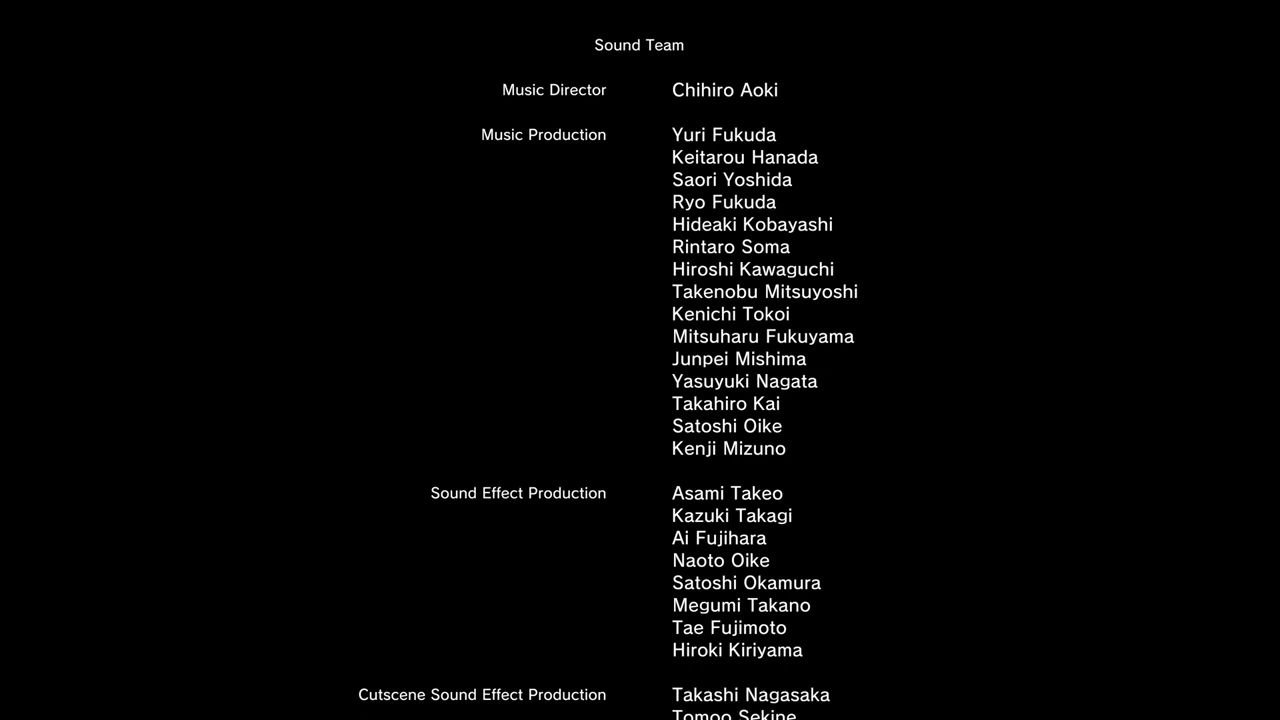 Sound Team
Music Director Chihiro Aoki
Music Production Yuri Fukuda
Keitarou Hanada
Saori Yoshida
Ryo Fukuda
Hideaki Kobayashi
Rintaro Soma
Hiroshi Kawaguchi
Takenobu Mitsuyoshi
Kenichi Tokoi
Mitsuharu Fukuyama
Junpei Mishima
Yasuyuki Nagata
Takahiro Kai
Satoshi Oike
Kenji Mizuno
Sound Effect Production Asami Takeo
Kazuki Takagi
Ai Fujihara
Naoto Oike
Satoshi Okamura
Megumi Takano
Tae Fujimoto
Hiroki Kiriyama
Cutscene Sound Effect Production Takashi Nagasaka
Tomoo Sekine